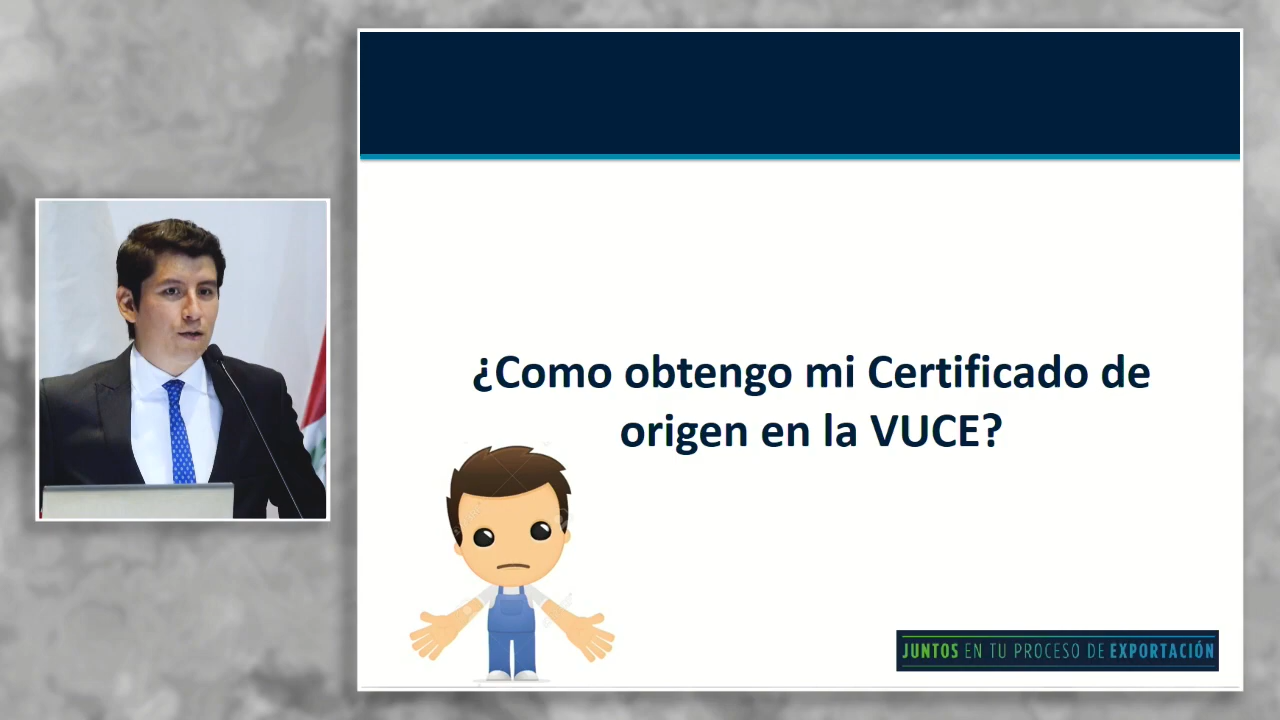 ¿Como obtengo mi Certificado de
origen en la VUCE?
JUNTOS EN TU PROCESO DE EXPORTACIÓN